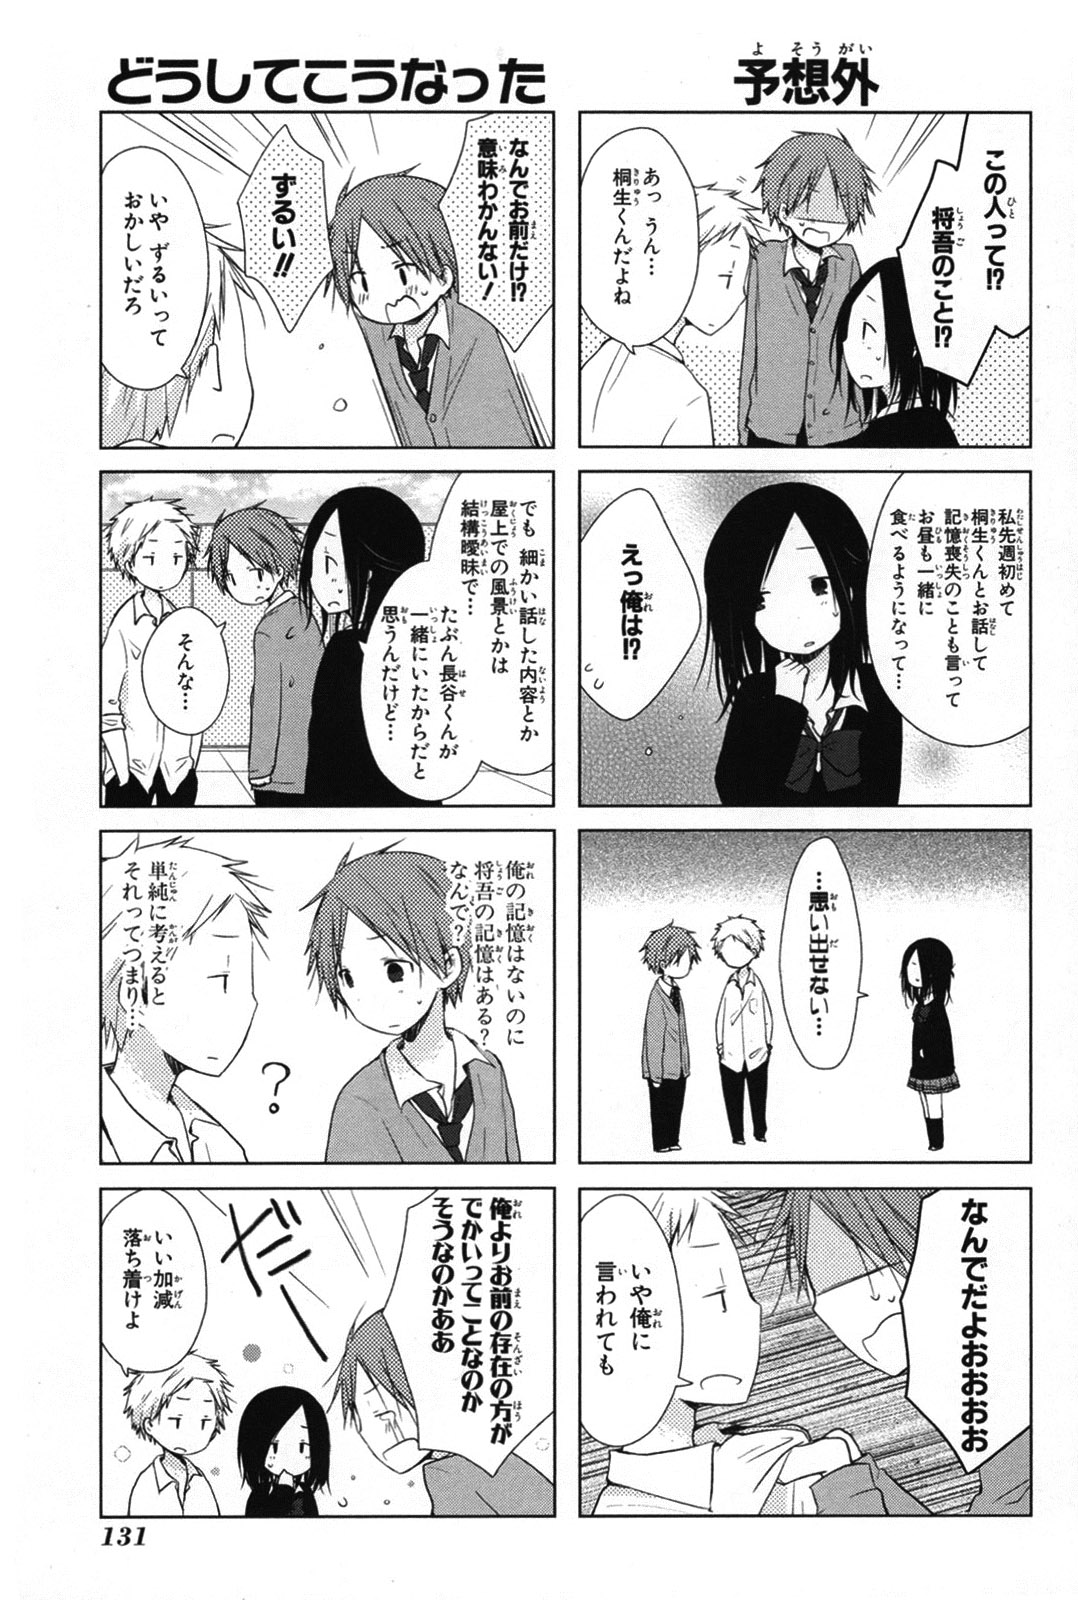 予想外
この人って!?
将吾のこと!?
あっ うん…
桐生くんだよね
私先週初めて
桐生くんとお話して
記憶喪失のことも言って
お昼も一緒に
食べるようになって…
えっ俺は!?
…思い出せない…
なんでだよおおおお
いや俺に
言われても
どうしてこうなった
なんでお前だけ!?
意味わかんない！
ずるい!!
いや ずるいって
おかしいだろ
でも 細かい話した内容とか
屋上での風景とかは
結構曖昧で…
たぶん長谷くんが
一緒にいたからだと
思うんだけど…
そんな…
俺の記憶はないのに
将吾の記憶はある？
なんで？
単純に考えると
それってつまり…
？
俺よりお前の存在の方が
でかいってことなのか
そうなのかああ
だー
いい加減
落ち着けよ
131